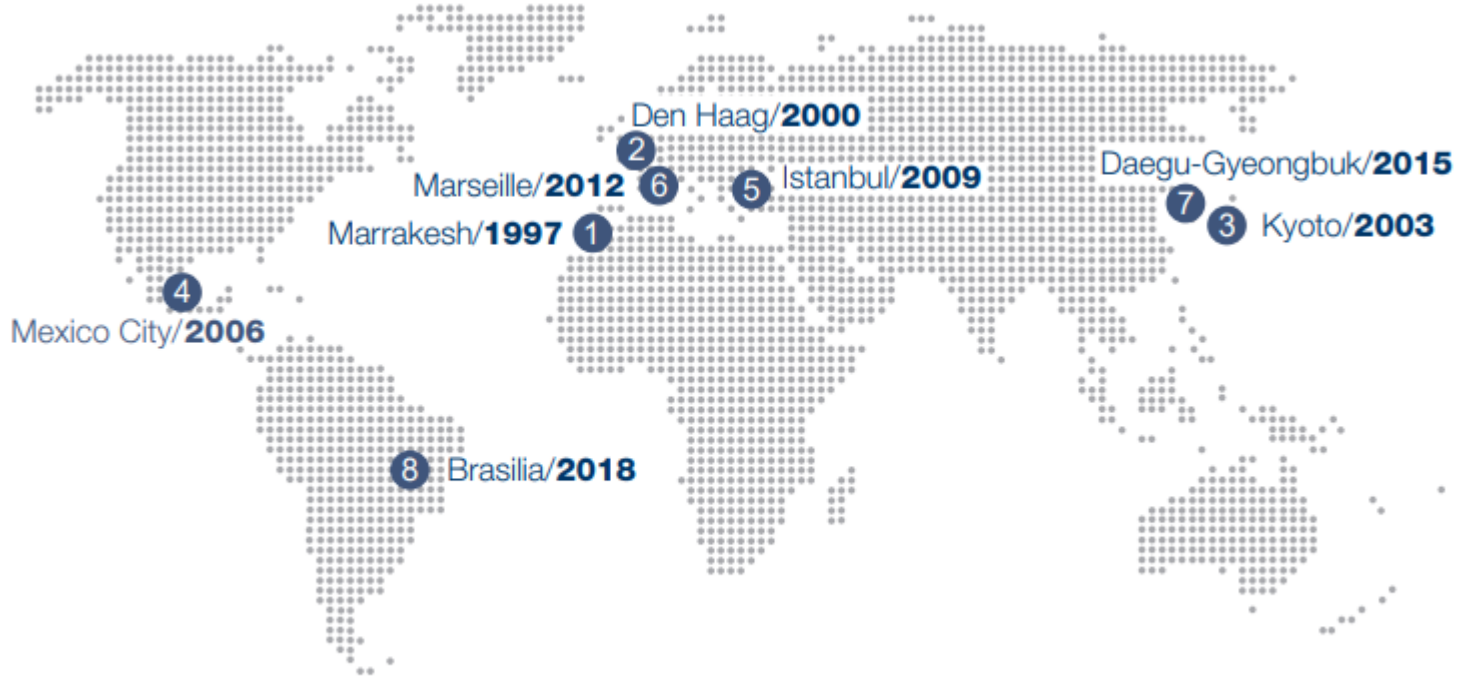 Den Haag/2000
2
Daegu-Gyeongbuk/2015
Marseille/2012
6
5
Istanbul/2009
7
Marrakesh/1997
1
3
Kyoto/2003
4
Mexico City/2006
8
Brasilia/2018